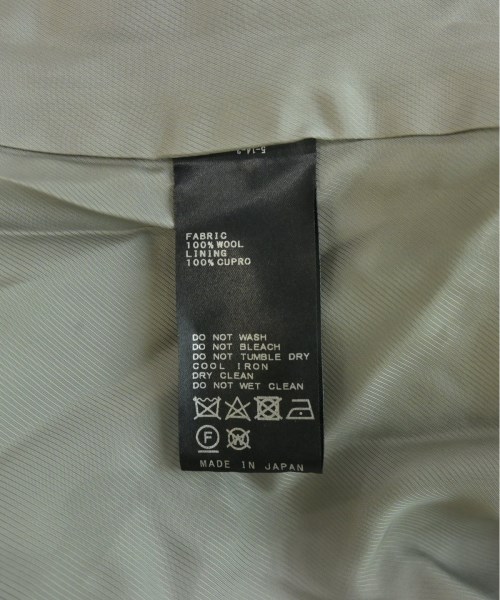 FABRIC
100%WOOL
LINING
100%CUPRO
DO NOT WASH
DO NOT BLEACH
DO NOT TUMBLE DRY
COOL IRON
DRY CLEAN
DO NOT WET CLEAN
F W
MADE IN JAPAN